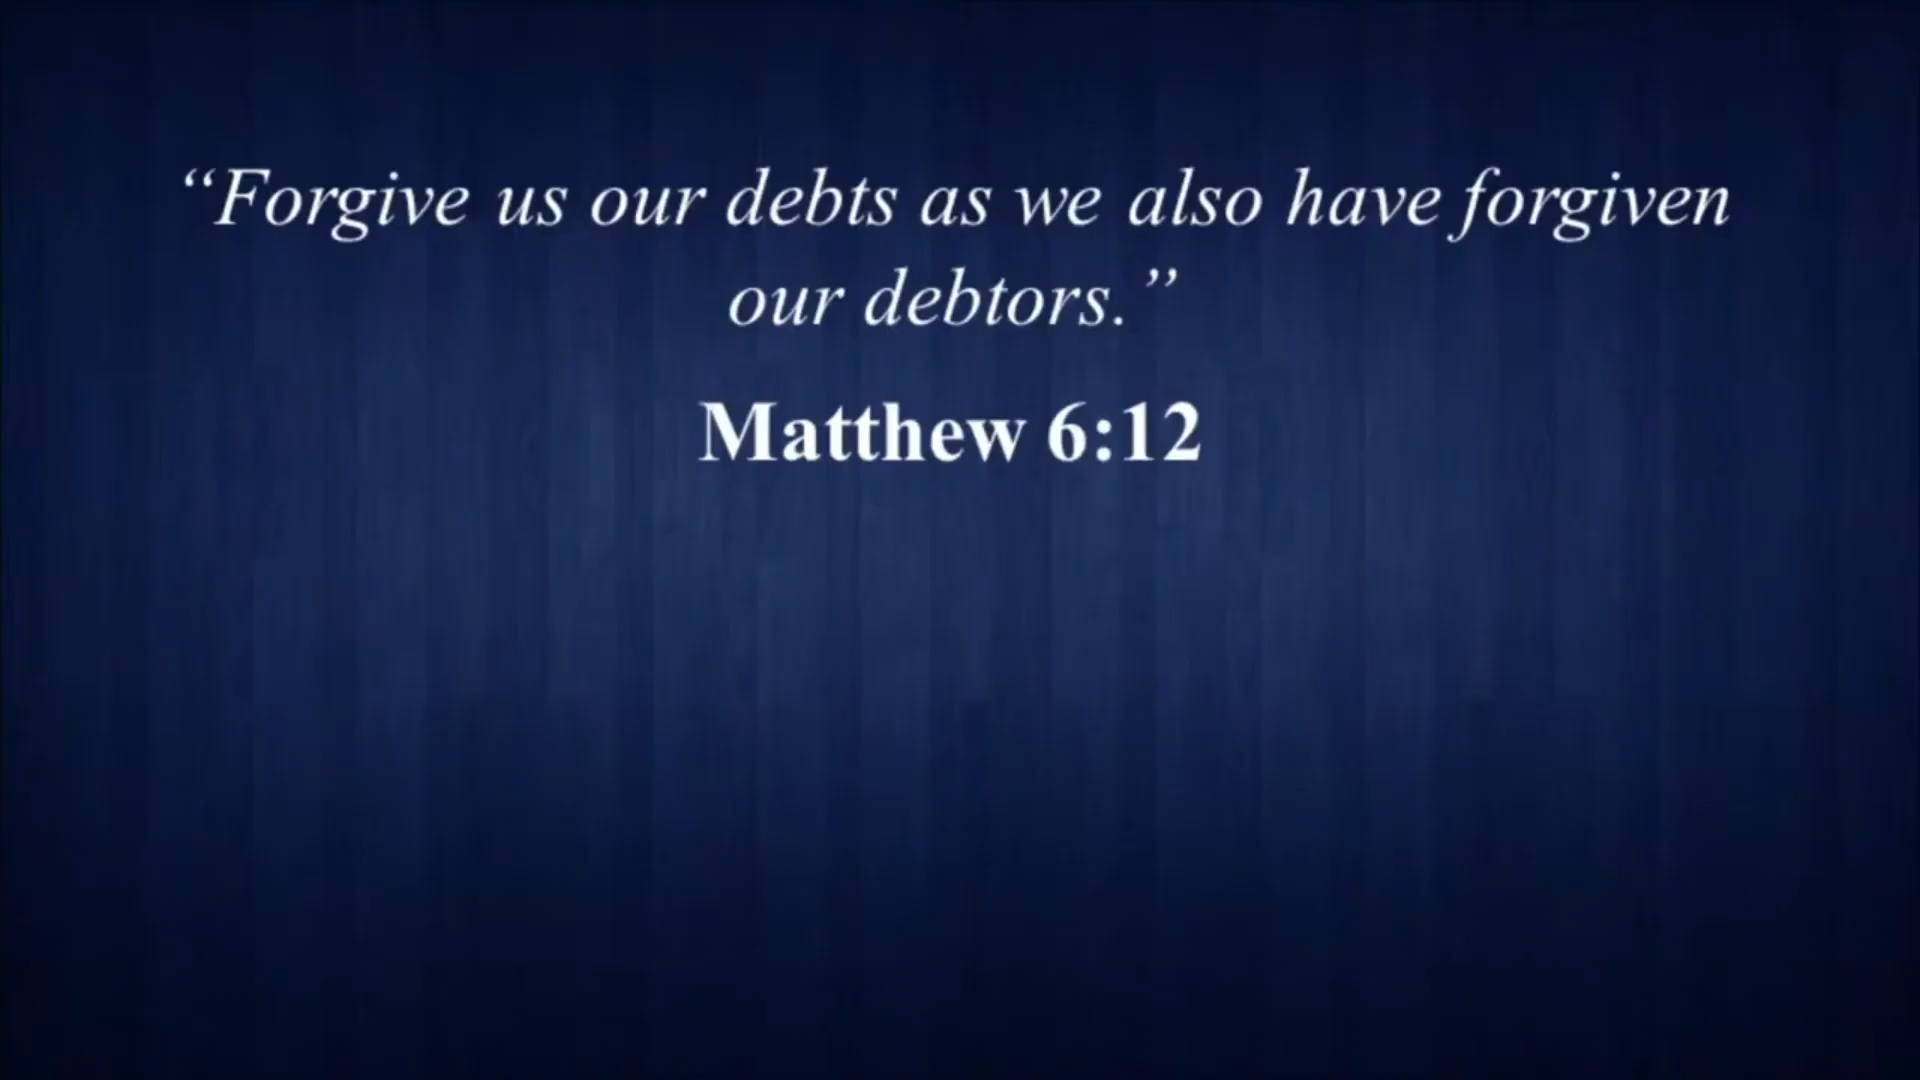 “Forgive us our debts as we also have forgiven
our debtors.”
Matthew 6:12